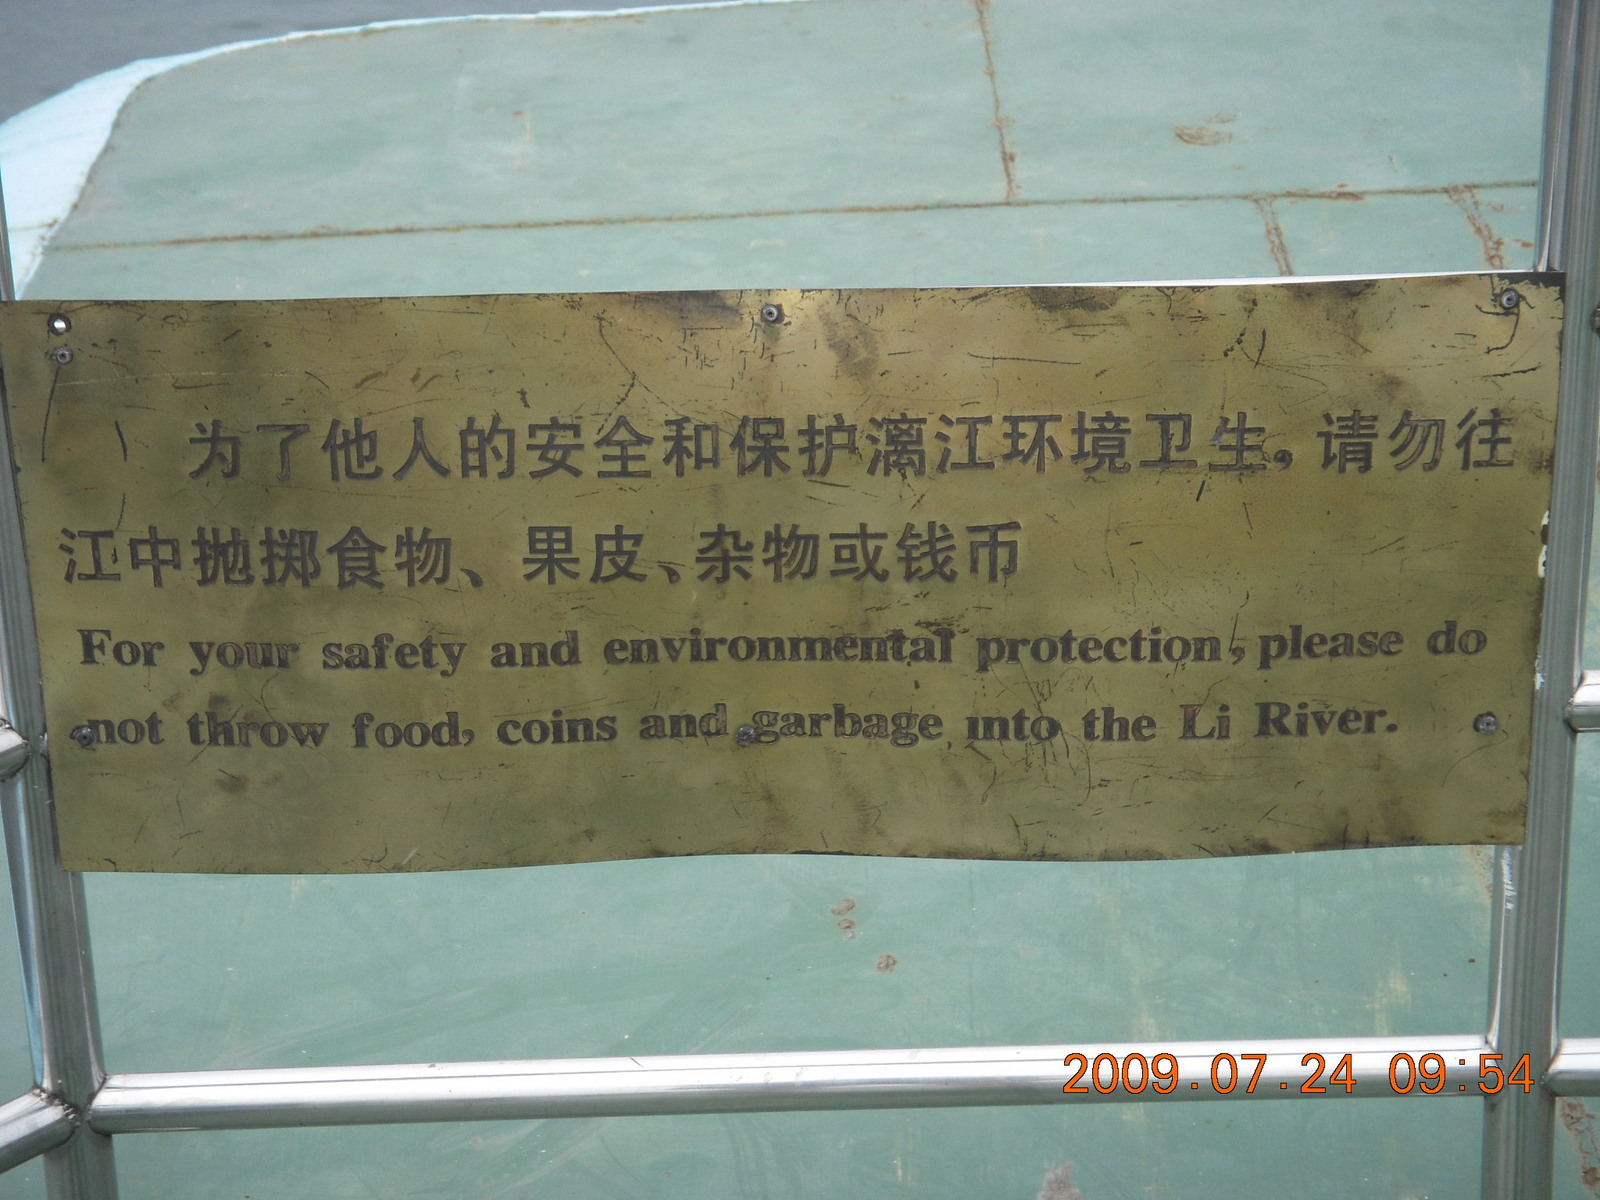 为了他人的安全和保护漓江环境卫生,请勿往
江中抛掷食物、果皮、杂物或钱币
For your safety and environmental protection, please do
not throw food, coins and garbage into the Li River.
2009.07.24 09:54